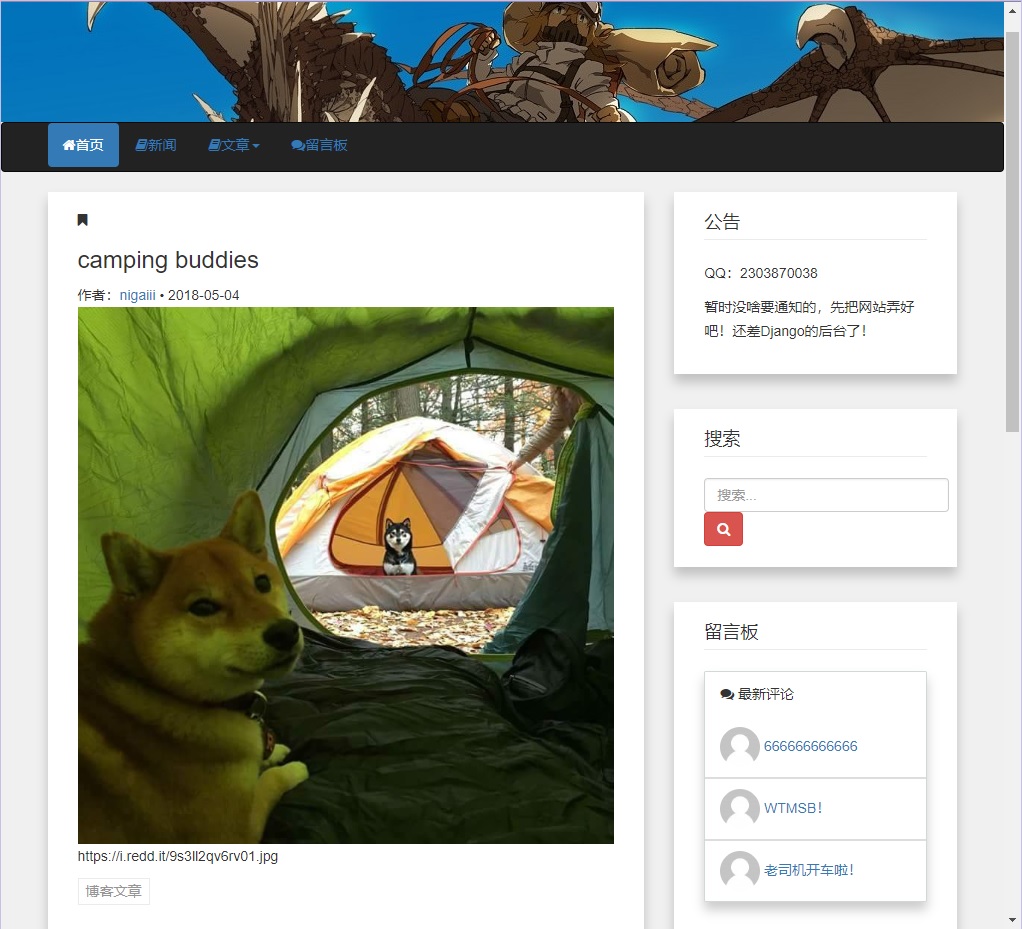 首页 新闻 文章 留言板
camping buddies
作者：nigaiii • 2018-05-04
https://i.redd.it/9s3ll2qv6rv01.jpg
博客文章
公告
QQ：2303870038
暂时没啥要通知的，先把网站弄好
吧！还差Django的后台了！
搜索
搜索...
留言板
最新评论
666666666666
WTMSB！
老司机开车啦！